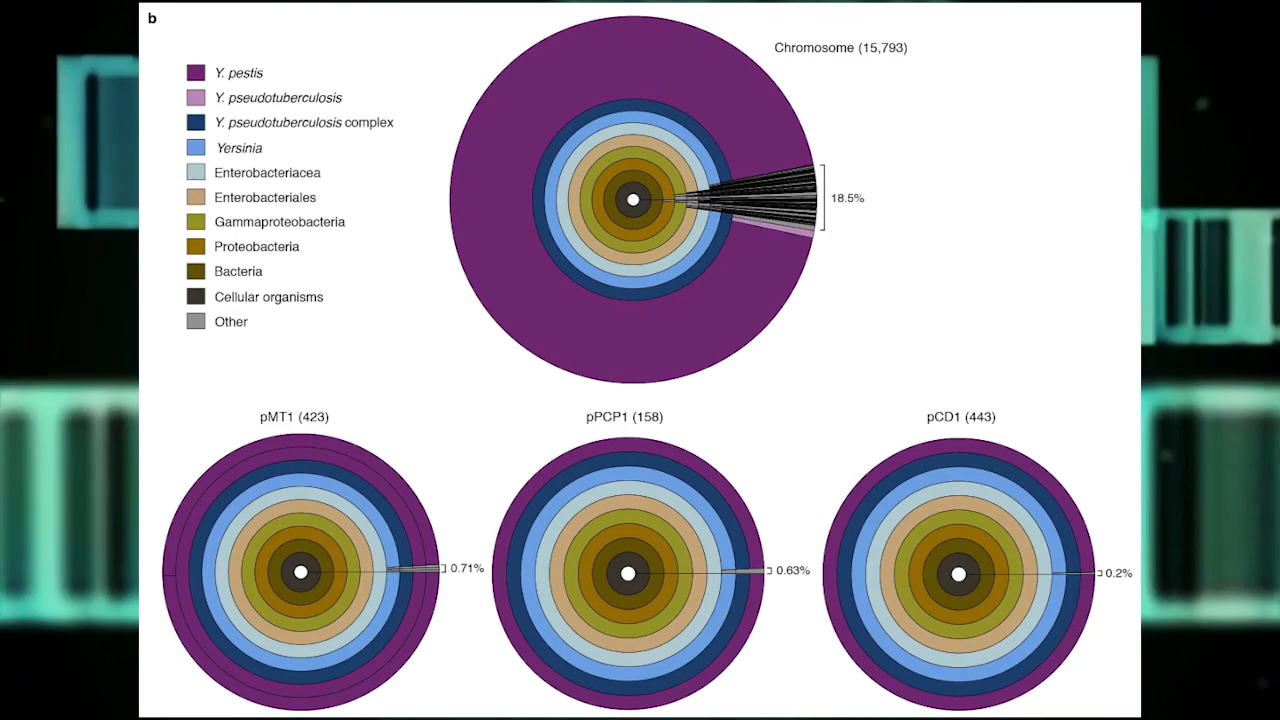 b
Chromosome (15,793)
Y. pestis
Y. pseudotuberculosis
Y. pseudotuberculosis complex
Yersinia
Enterobacteriacea
Enterobacteriales
Gammaproteobacteria
Proteobacteria
Bacteria
Cellular organisms
Other
18.5%
pMT1 (423)
pPCP1 (158)
pCD1 (443)
0.71%
0.63%
0.2%